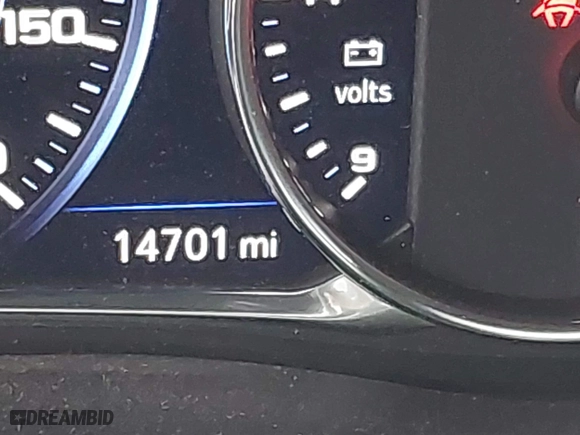 150
volts
9
14701 mi
DREAMBID